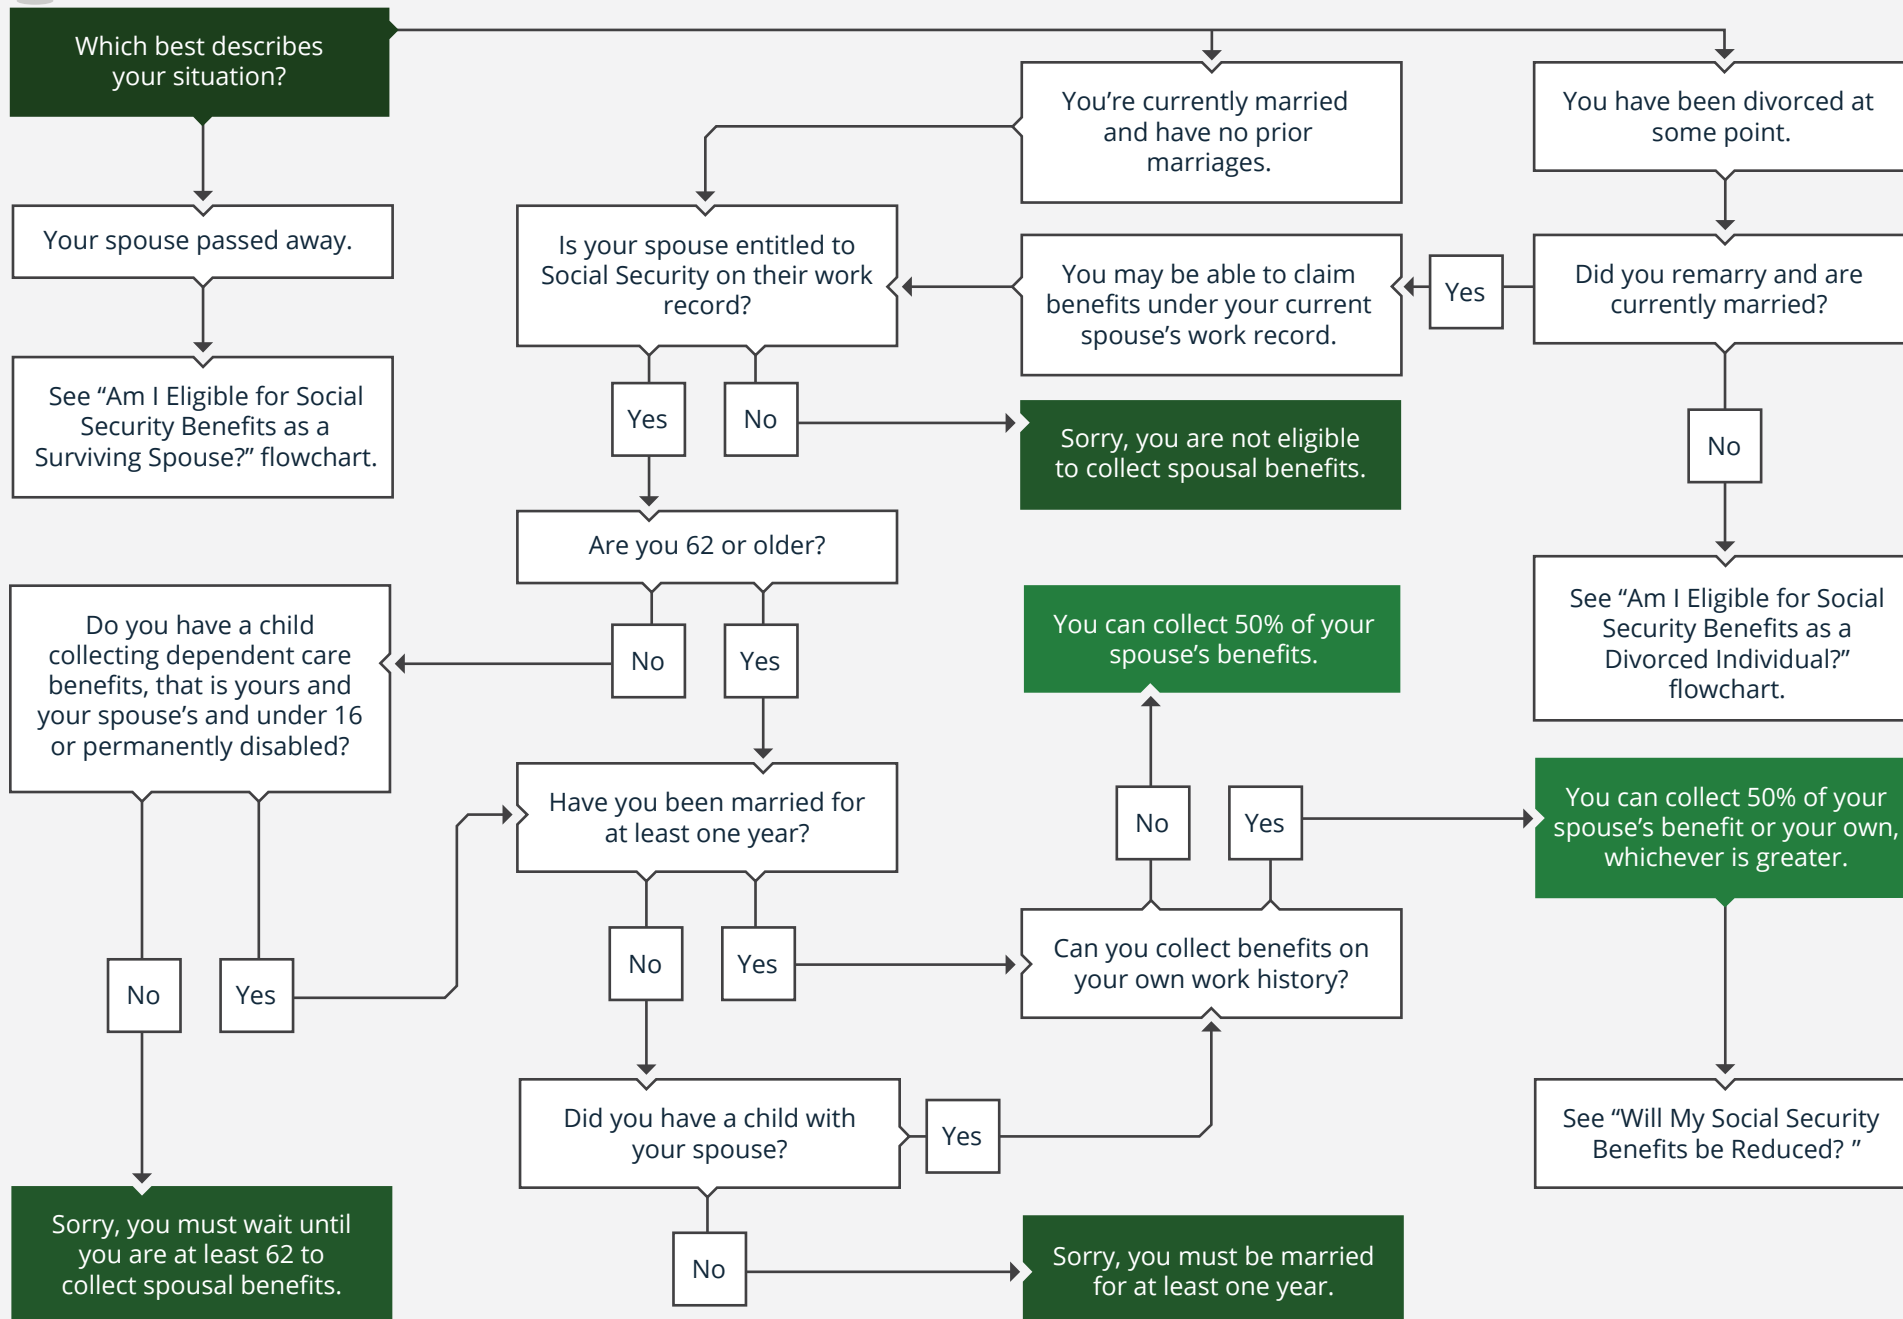 Which best describes
your situation?
You're currently married
and have no prior
marriages.
You have been divorced at
some point.
Your spouse passed away.
Is your spouse entitled to
Social Security on their work
record?
You may be able to claim
benefits under your current
spouse's work record.
Yes
Did you remarry and are
currently married?
See “Am I Eligible for Social
Security Benefits as a
Surviving Spouse?” flowchart.
Yes
No
Sorry, you are not eligible
to collect spousal benefits.
No
Are you 62 or older?
Do you have a child
collecting dependent care
benefits, that is yours and
your spouse's and under 16
or permanently disabled?
No
Yes
You can collect 50% of your
spouse's benefits.
See “Am I Eligible for Social
Security Benefits as a
Divorced Individual?”
flowchart.
Have you been married for
at least one year?
No
Yes
You can collect 50% of your
spouse's benefit or your own,
whichever is greater.
No
Yes
No
Yes
Can you collect benefits on
your own work history?
Did you have a child with
your spouse?
Yes
See “Will My Social Security
Benefits be Reduced? ”
Sorry, you must wait until
you are at least 62 to
collect spousal benefits.
No
Sorry, you must be married
for at least one year.